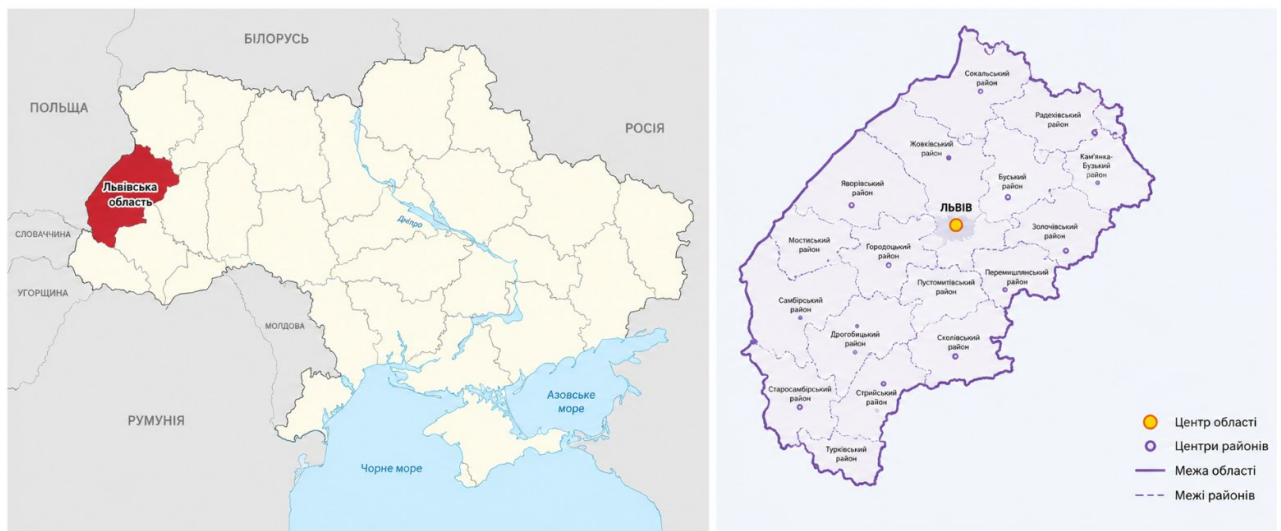 БІЛОРУСЬ
ПОЛЬЩА
РОСІЯ
Львівська
область
Дніпро
СЛОВАЧЧИНА
УГОРЩИНА
МОЛДОВА
РУМУНІЯ
Азовське
море
Чорне море
Сокальський
район
Радехівський
район
Жовківський
район
Кам'янка-
Бузький
район
Буський
район
Яворівський
район
ЛЬВІВ
Золочівський
район
Мостиський
район
Городоцький
район
Перемишлянський
район
Пустомитівський
район
Самбірський
район
Дрогобицький
район
Сколівський
район
Старосамбірський
район
Стрийський
район
Турківський
район
Центр області
Центри районів
Межа області
Межі районів